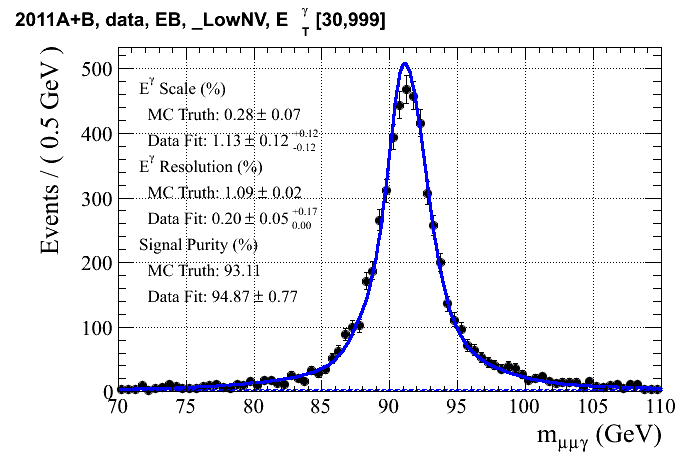 2011A+B, data, EB, _LowNV, E γ T [30,999]
Events / ( 0.5 GeV )
500
400
300
200
100
0
E^γ Scale (%)
MC Truth: 0.28 ± 0.07
Data Fit: 1.13 ± 0.12 +0.12 -0.12
E^γ Resolution (%)
MC Truth: 1.09 ± 0.02
Data Fit: 0.20 ± 0.05 +0.17 0.00
Signal Purity (%)
MC Truth: 93.11
Data Fit: 94.87 ± 0.77
70 75 80 85 90 95 100 105 110
m_μμγ (GeV)